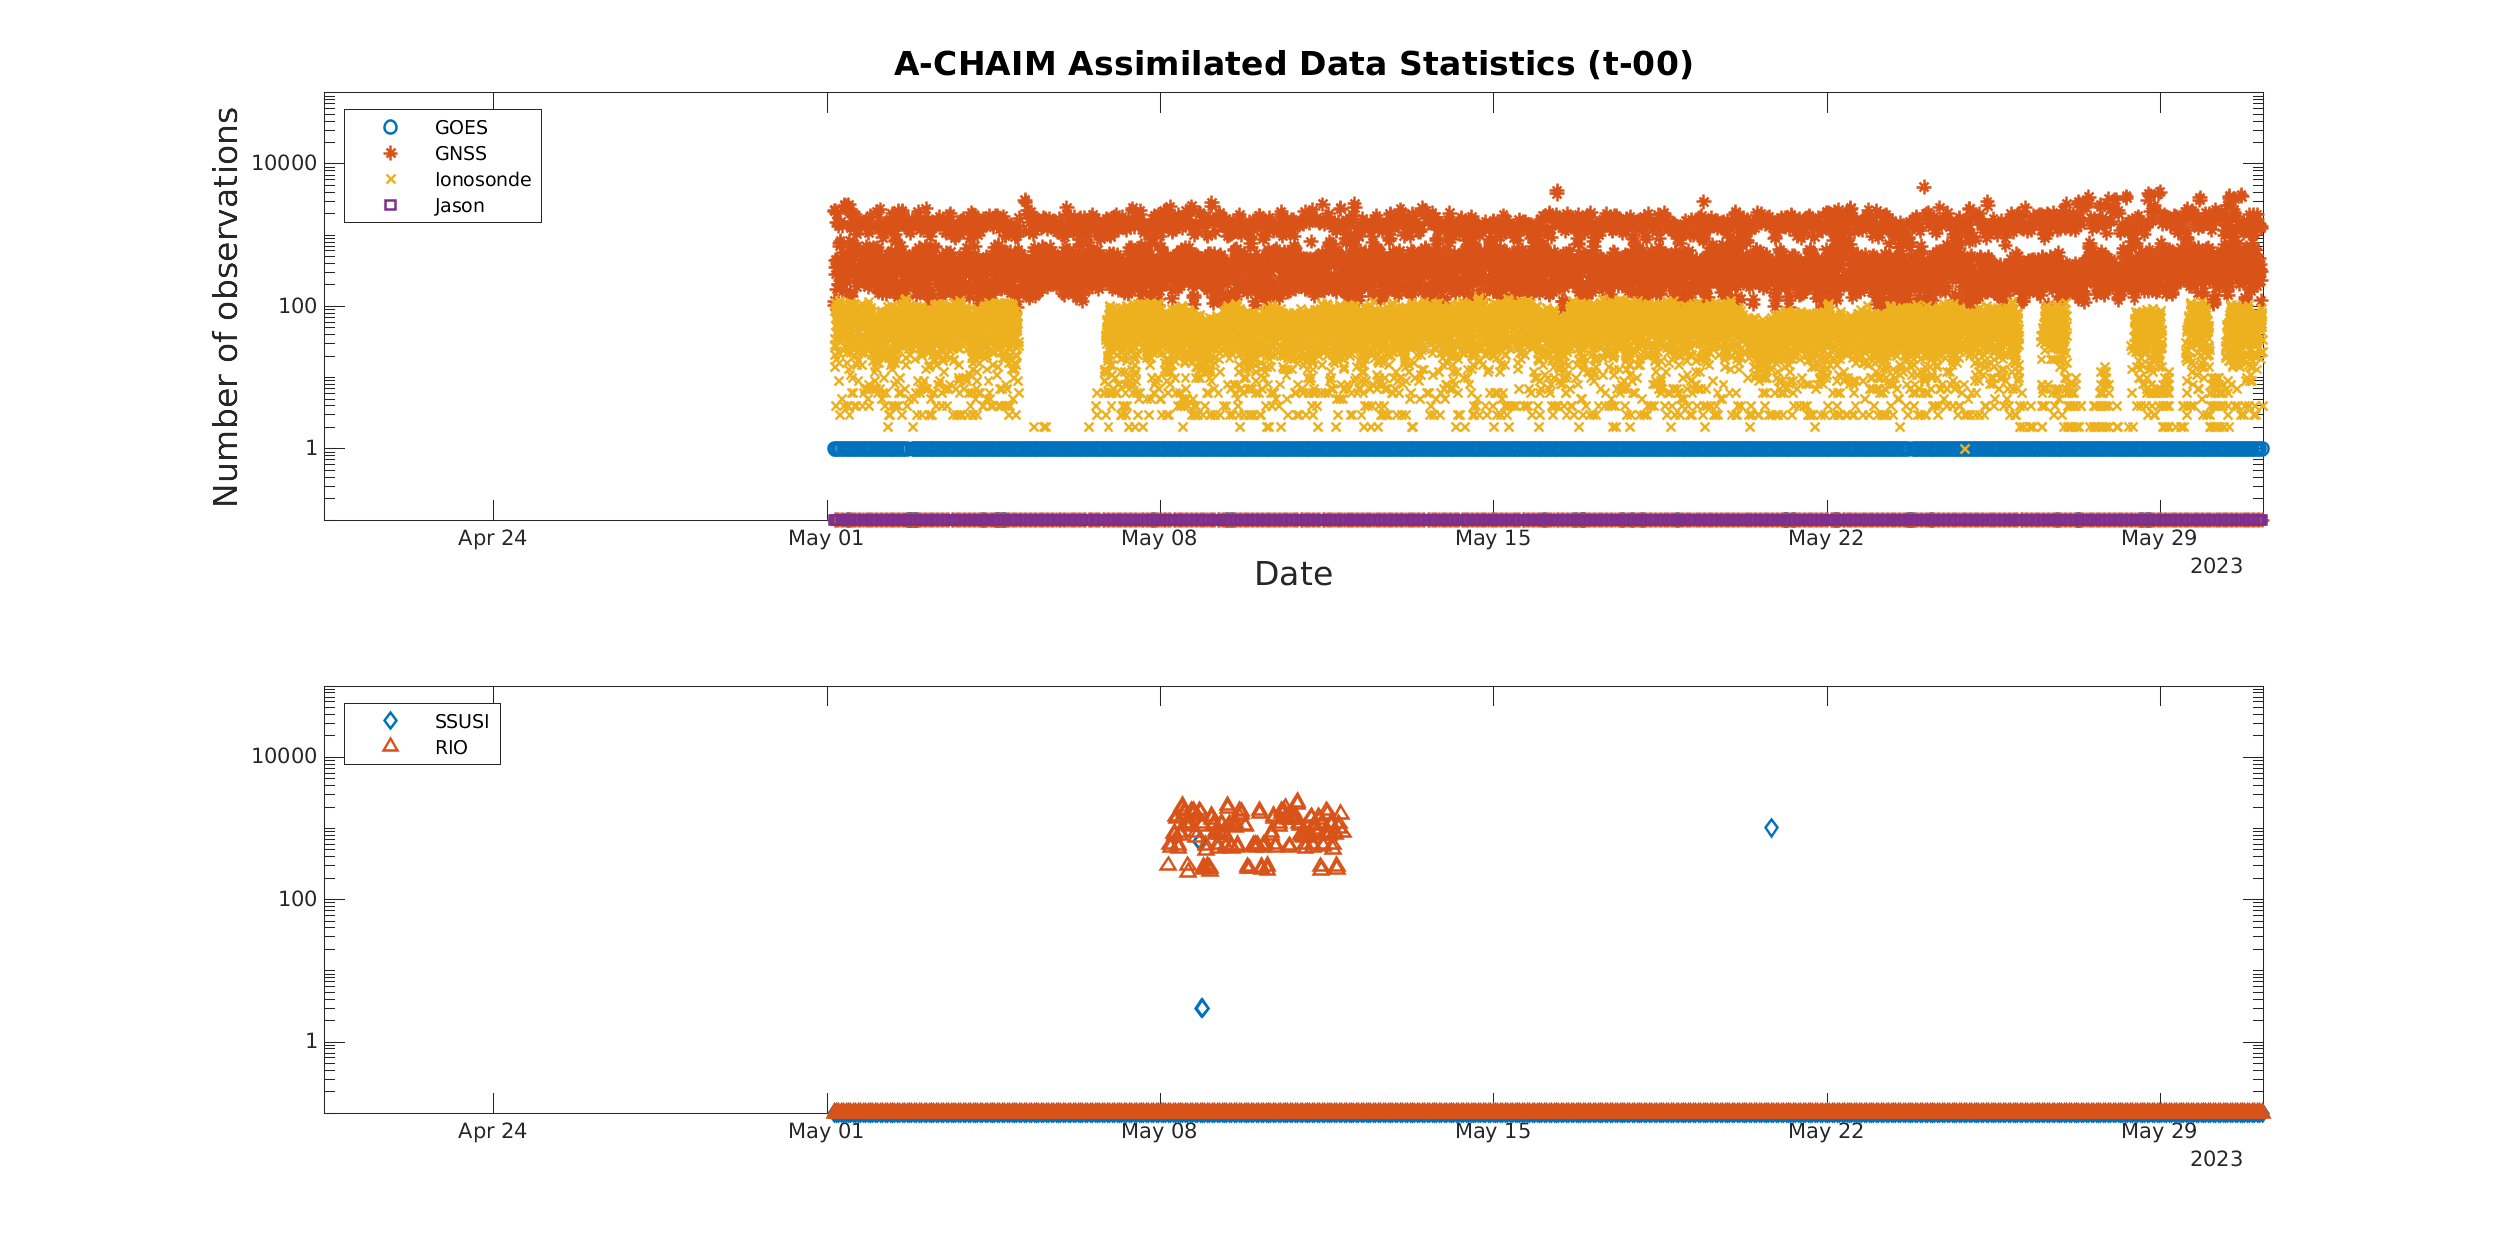 A-CHAIM Assimilated Data Statistics (t-00)
Number of observations
GOES
GNSS
Ionosonde
Jason
10000
100
1
Apr 24 May 01 May 08 May 15 May 22 May 29
2023
Date
SSUSI
RIO
10000
100
1
Apr 24 May 01 May 08 May 15 May 22 May 29
2023